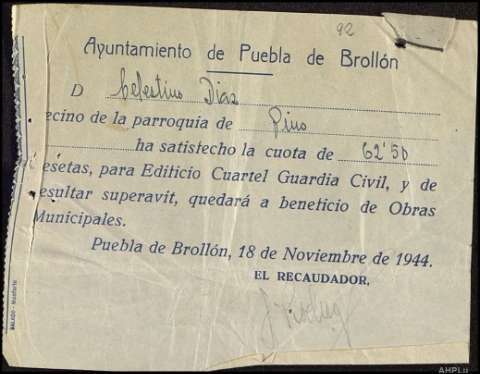 92
Ayuntamiento de Puebla de Brollón
D Celestino Diaz
ecino de la parroquia de Pino
ha satisfecho la cuota de 62'50
esetas, para Edificio Cuartel Guardia Civil, y de
esultar superavit, quedará a beneficio de Obras
Municipales.
Puebla de Brollón, 18 de Noviembre de 1944.
EL RECAUDADOR,
AHPLu